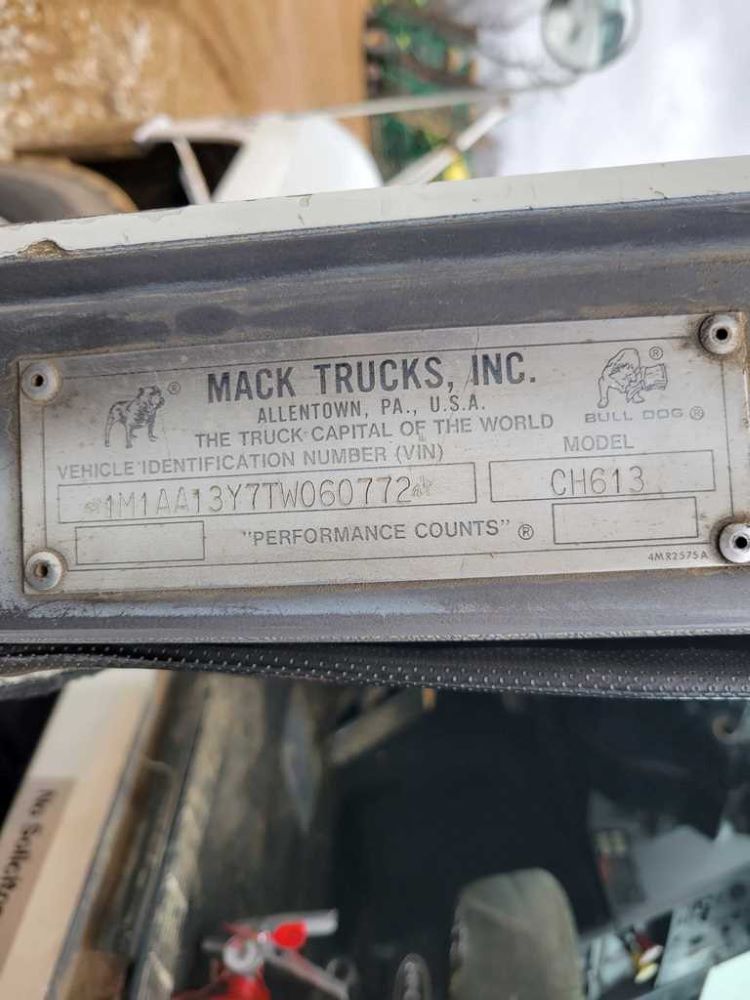 MACK TRUCKS, INC. ®
ALLENTOWN, PA., U.S.A.
THE TRUCK CAPITAL OF THE WORLD
BULL DOG ®
VEHICLE IDENTIFICATION NUMBER (VIN)
MODEL
1M1AA13Y7TW060772
CH613
"PERFORMANCE COUNTS" ®
4MR2575A
No